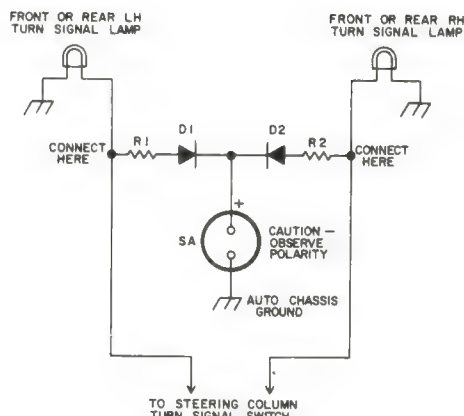 FRONT OR REAR LH
TURN SIGNAL LAMP
FRONT OR REAR RH
TURN SIGNAL LAMP
CONNECT
HERE
R1
D1
D2
R2
CONNECT
HERE
+
SA
CAUTION —
OBSERVE
POLARITY
AUTO CHASSIS
GROUND
TO STEERING COLUMN
TURN SIGNAL SWITCH